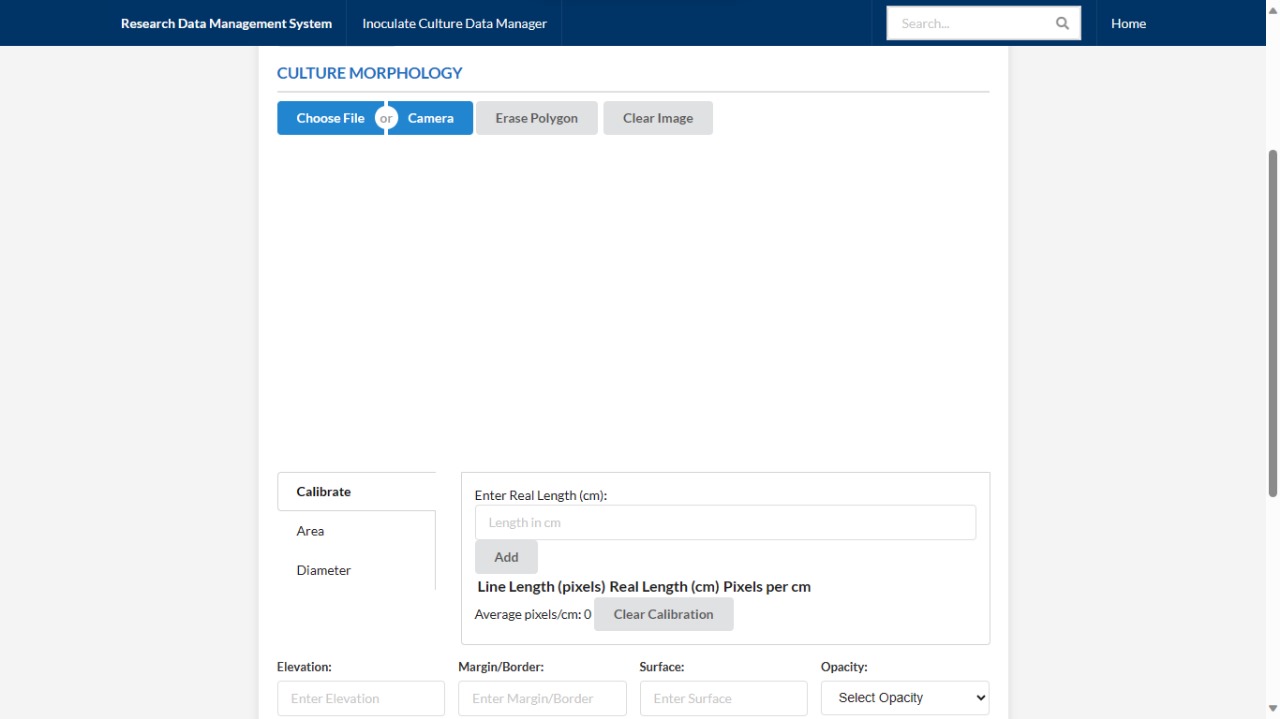 Research Data Management System Inoculate Culture Data Manager Search... Home
CULTURE MORPHOLOGY
Choose File or Camera Erase Polygon Clear Image
Calibrate
Area
Diameter
Enter Real Length (cm):
Length in cm
Add
Line Length (pixels) Real Length (cm) Pixels per cm
Average pixels/cm: 0 Clear Calibration
Elevation: Margin/Border: Surface: Opacity:
Enter Elevation Enter Margin/Border Enter Surface Select Opacity